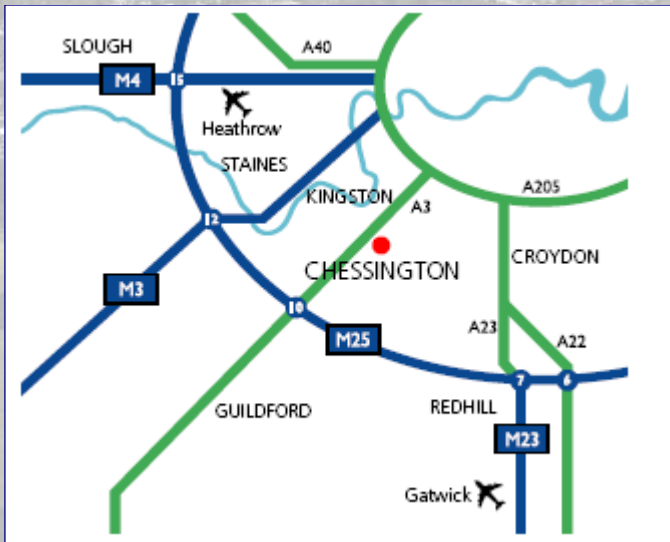 SLOUGH
A40
M4
15
Heathrow
STAINES
KINGSTON
A205
A3
12
CROYDON
CHESSINGTON
M3
10
A23
M25
A22
7
6
GUILDFORD
REDHILL
M23
Gatwick